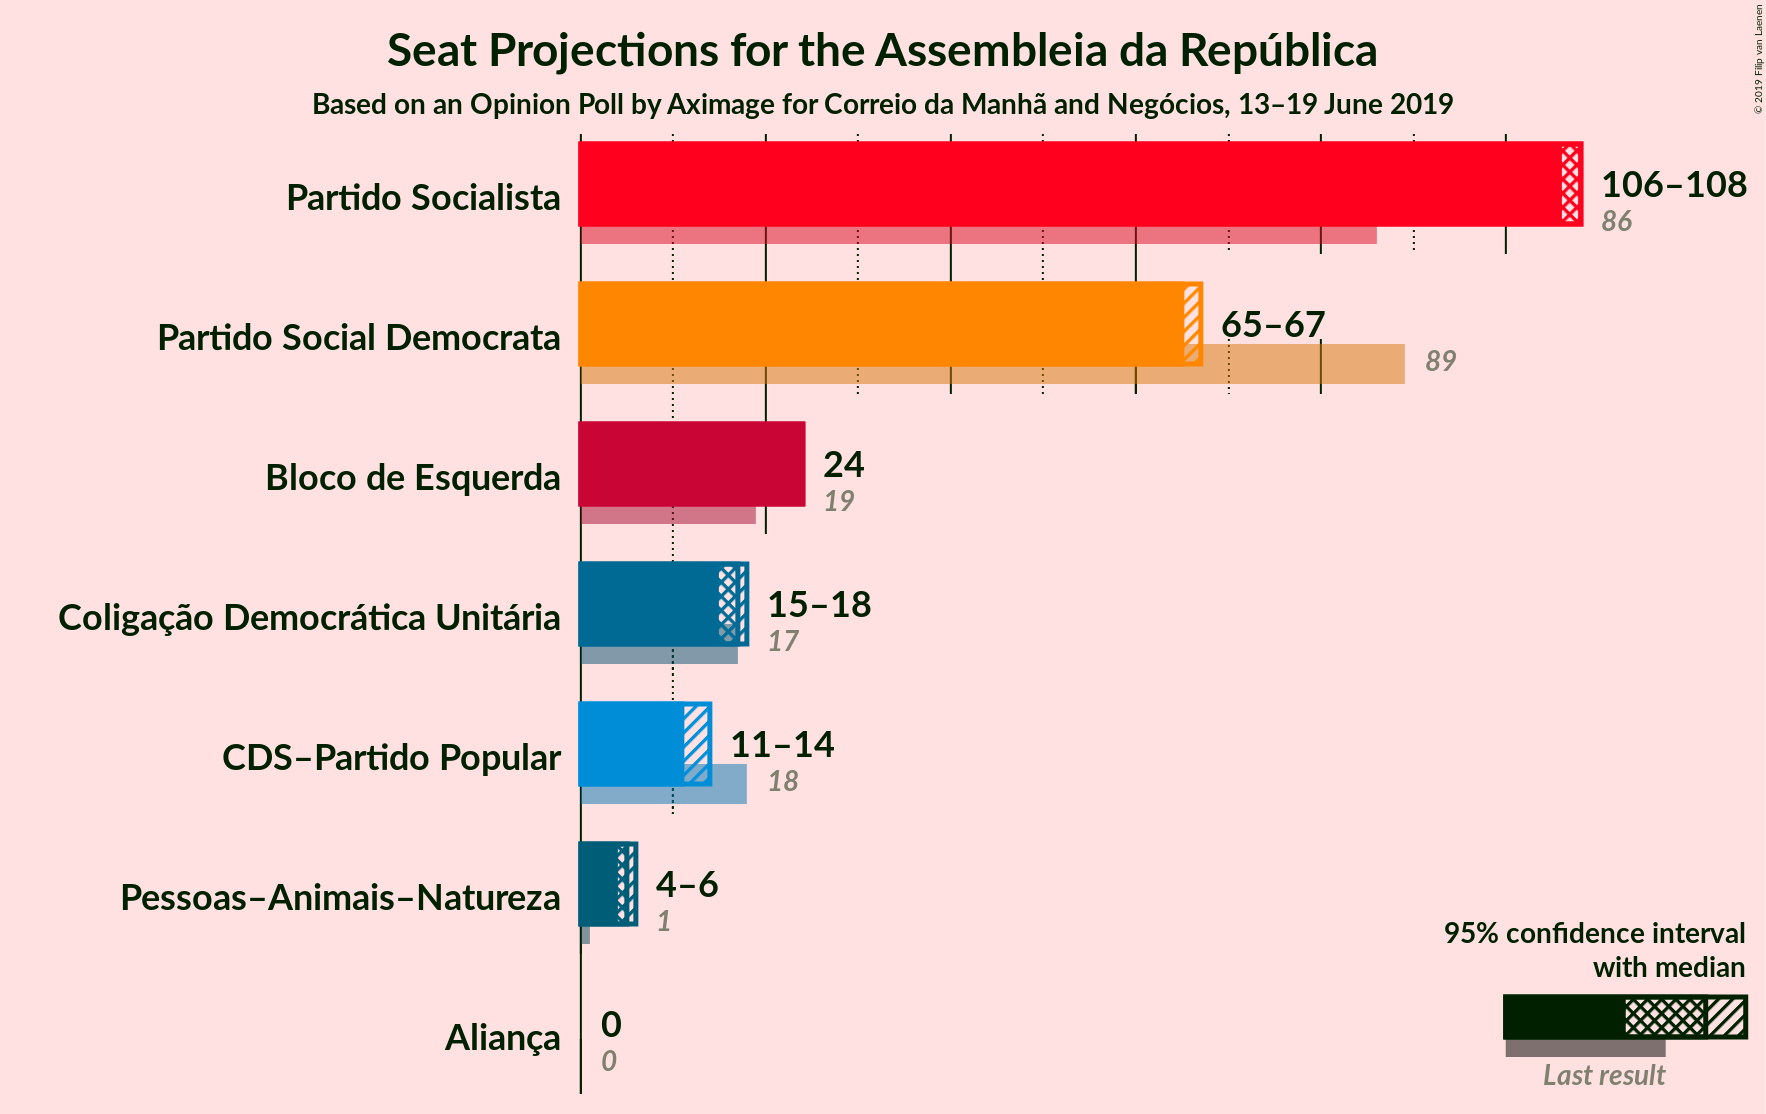 Seat Projections for the Assembleia da República
Based on an Opinion Poll by Aximage for Correio da Manhã and Negócios, 13–19 June 2019
© 2019 Filip van Laenen
Partido Socialista
106–108
86
Partido Social Democrata
65–67
89
Bloco de Esquerda
24
19
Coligação Democrática Unitária
15–18
17
CDS–Partido Popular
11–14
18
Pessoas–Animais–Natureza
4–6
1
Aliança
0
0
95% confidence interval
with median
Last result